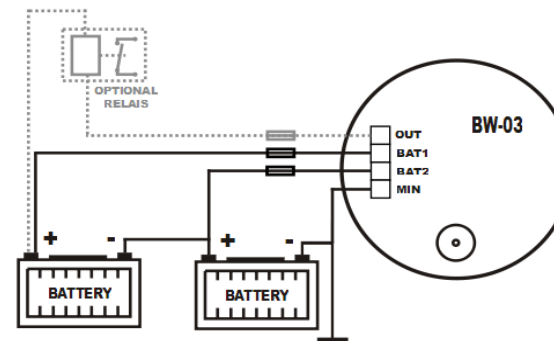 OPTIONAL
RELAIS
BW-03
OUT
BAT1
BAT2
MIN
+ -
+ -
BATTERY
BATTERY